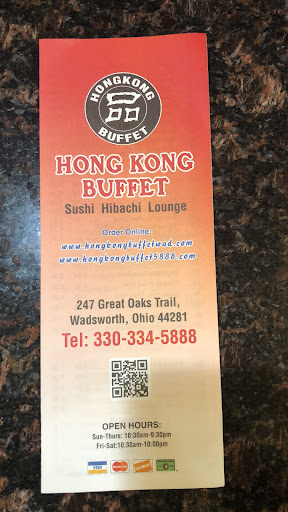 HONGKONG
BUFFET
HONG KONG
BUFFET
Sushi Hibachi Lounge
Order Online:
www.hongkongbuffetwad.com
www.hongkongbuffet5888.com
247 Great Oaks Trail,
Wadsworth, Ohio 44281
Tel: 330-334-5888
OPEN HOURS:
Sun-Thurs: 10:30am-9:30pm
Fri-Sat:10:30am-10:00pm
VISA